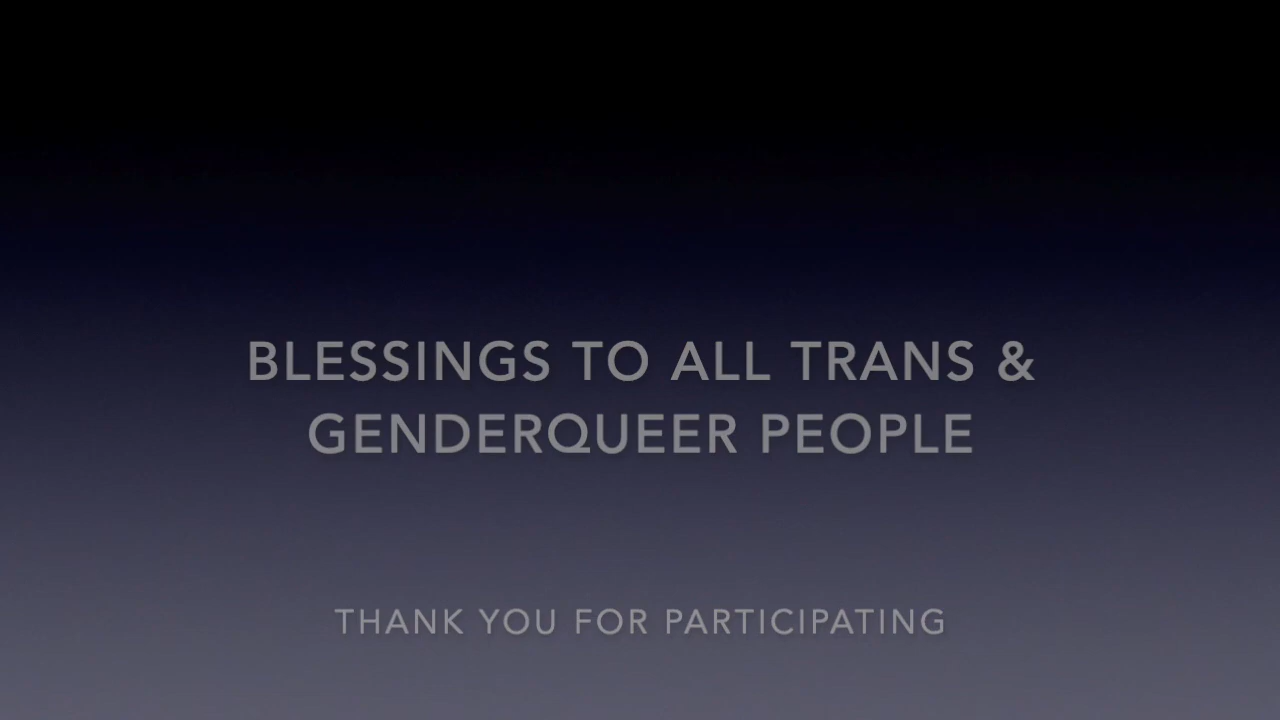 BLESSINGS TO ALL TRANS &
GENDERQUEER PEOPLE
THANK YOU FOR PARTICIPATING